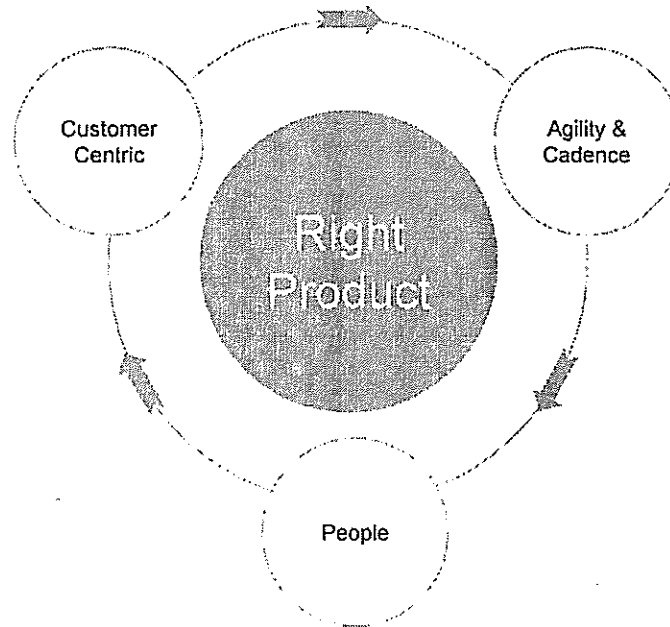 Customer
Centric
Agility &
Cadence
Right
Product
People